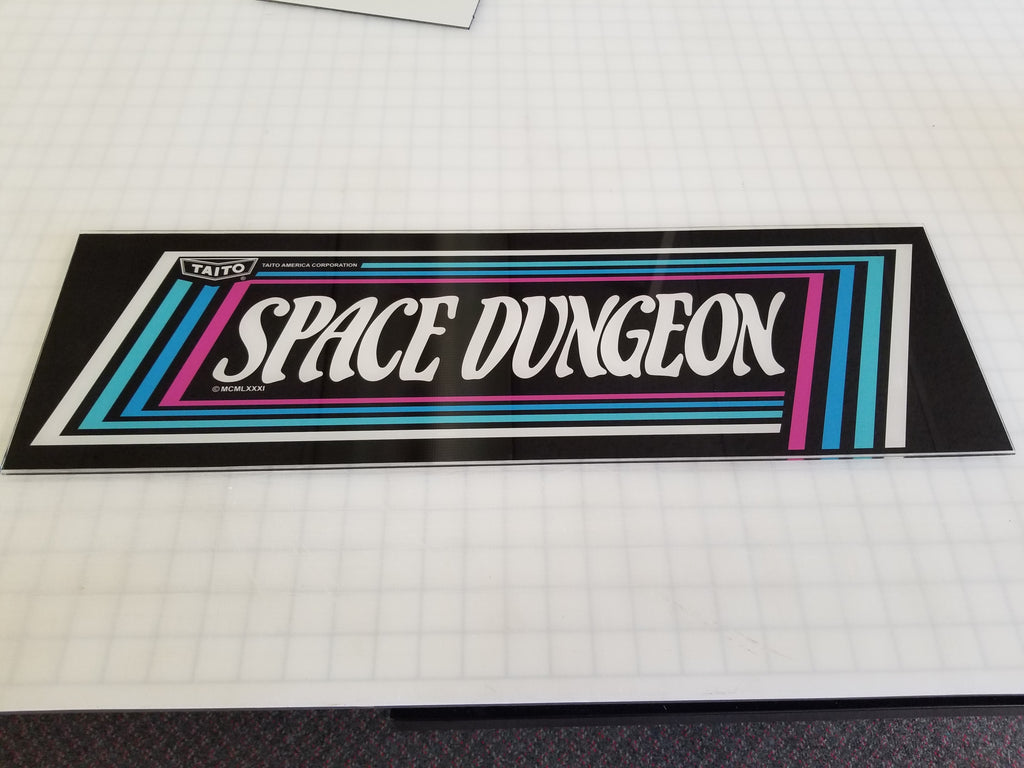 TAITO ®
TAITO AMERICA CORPORATION
SPACE DUNGEON
© MCMLXXXI